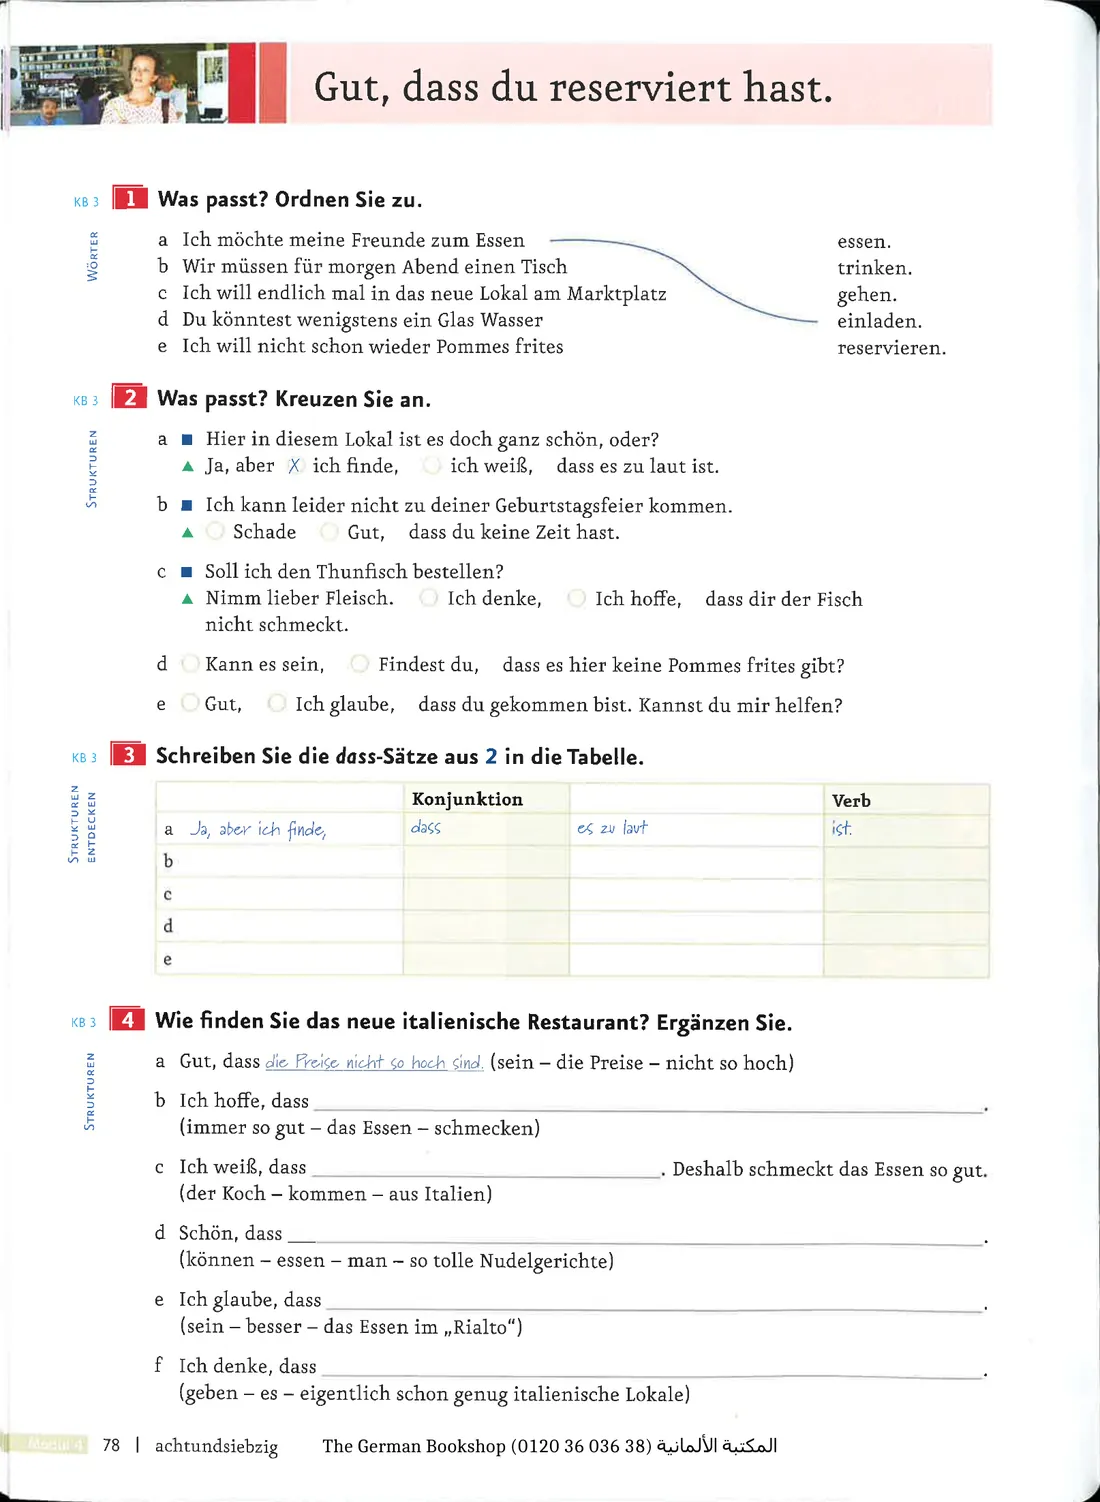 Gut, dass du reserviert hast.
KB 3 1 Was passt? Ordnen Sie zu.
WÖRTER
a Ich möchte meine Freunde zum Essen essen.
b Wir müssen für morgen Abend einen Tisch trinken.
c Ich will endlich mal in das neue Lokal am Marktplatz gehen.
d Du könntest wenigstens ein Glas Wasser einladen.
e Ich will nicht schon wieder Pommes frites reservieren.
KB 3 2 Was passt? Kreuzen Sie an.
STRUKTUREN
a Hier in diesem Lokal ist es doch ganz schön, oder?
Ja, aber X ich finde, ich weiß, dass es zu laut ist.
b Ich kann leider nicht zu deiner Geburtstagsfeier kommen.
Schade Gut, dass du keine Zeit hast.
c Soll ich den Thunfisch bestellen?
Nimm lieber Fleisch. Ich denke, Ich hoffe, dass dir der Fisch
nicht schmeckt.
d Kann es sein, Findest du, dass es hier keine Pommes frites gibt?
e Gut, Ich glaube, dass du gekommen bist. Kannst du mir helfen?
KB 3 3 Schreiben Sie die dass-Sätze aus 2 in die Tabelle.
STRUKTUREN
ENTDECKEN
Konjunktion Verb
a Ja, aber ich finde, dass es zu laut ist.
b
c
d
e
KB 3 4 Wie finden Sie das neue italienische Restaurant? Ergänzen Sie.
STRUKTUREN
a Gut, dass die Preise nicht so hoch sind. (sein – die Preise – nicht so hoch)
b Ich hoffe, dass .
(immer so gut – das Essen – schmecken)
c Ich weiß, dass . Deshalb schmeckt das Essen so gut.
(der Koch – kommen – aus Italien)
d Schön, dass .
(können – essen – man – so tolle Nudelgerichte)
e Ich glaube, dass .
(sein – besser – das Essen im „Rialto“)
f Ich denke, dass .
(geben – es – eigentlich schon genug italienische Lokale)
Modul 4 78 | achtundsiebzig The German Bookshop (0120 36 036 38) المكتبة الألمانية